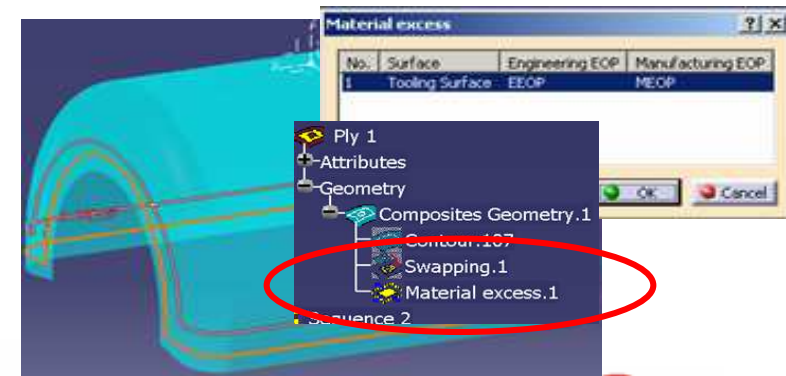 Material excess
No. Surface Engineering EOP Manufacturing EOP
1 Tooling Surface EEOP MEOP
OK Cancel
Ply 1
Attributes
Geometry
Composites Geometry.1
Contour.107
Swapping.1
Material excess.1
Sequence 2